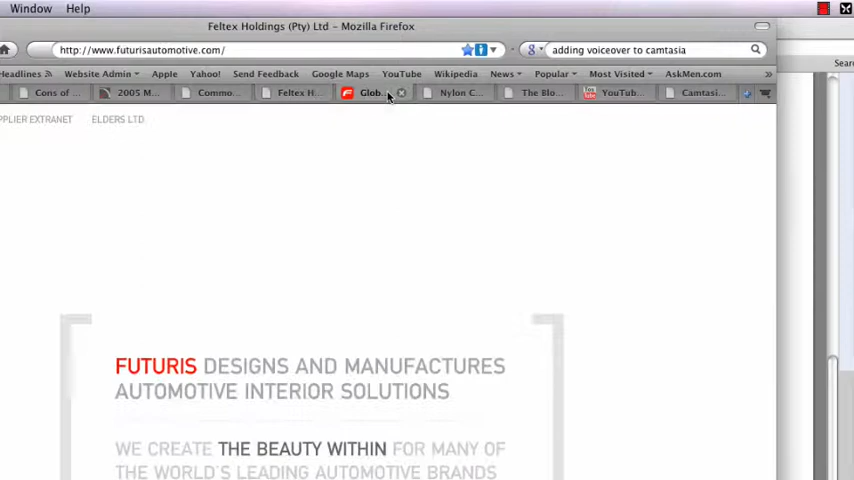 Window Help
Feltex Holdings (Pty) Ltd – Mozilla Firefox
http://www.futurisautomotive.com/ adding voiceover to camtasia
Headlines Website Admin Apple Yahoo! Send Feedback Google Maps YouTube Wikipedia News Popular Most Visited AskMen.com »
Cons of ... 2005 M... Commo... Feltex H... Glob... Nylon C... The Blo... YouTub... Camtasi...
PPLIER EXTRANET ELDERS LTD.
FUTURIS DESIGNS AND MANUFACTURES
AUTOMOTIVE INTERIOR SOLUTIONS
WE CREATE THE BEAUTY WITHIN FOR MANY OF
THE WORLD'S LEADING AUTOMOTIVE BRANDS